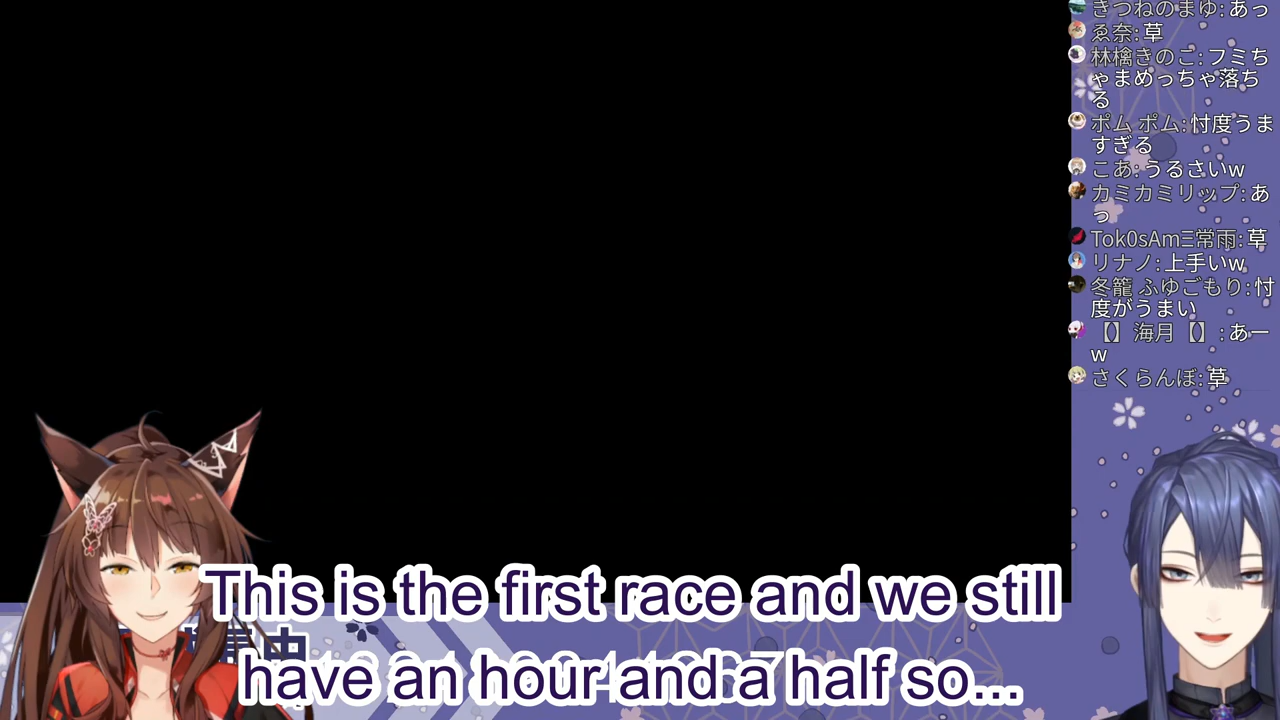 きつねのまゆ: あっ
ゑ奈: 草
林檎きのこ: フミち
ゃまめっちゃ落ち
る
ポム ポム: 忖度うま
すぎる
こあ: うるさいw
カミカミリップ: あ
っ
Tok0sAmΞ常雨: 草
リナノ: 上手いw
冬籠 ふゆごもり: 忖
度がうまい
【】 海月 【】 : あー
w
さくらんぼ: 草
This is the first race and we still
have an hour and a half so...